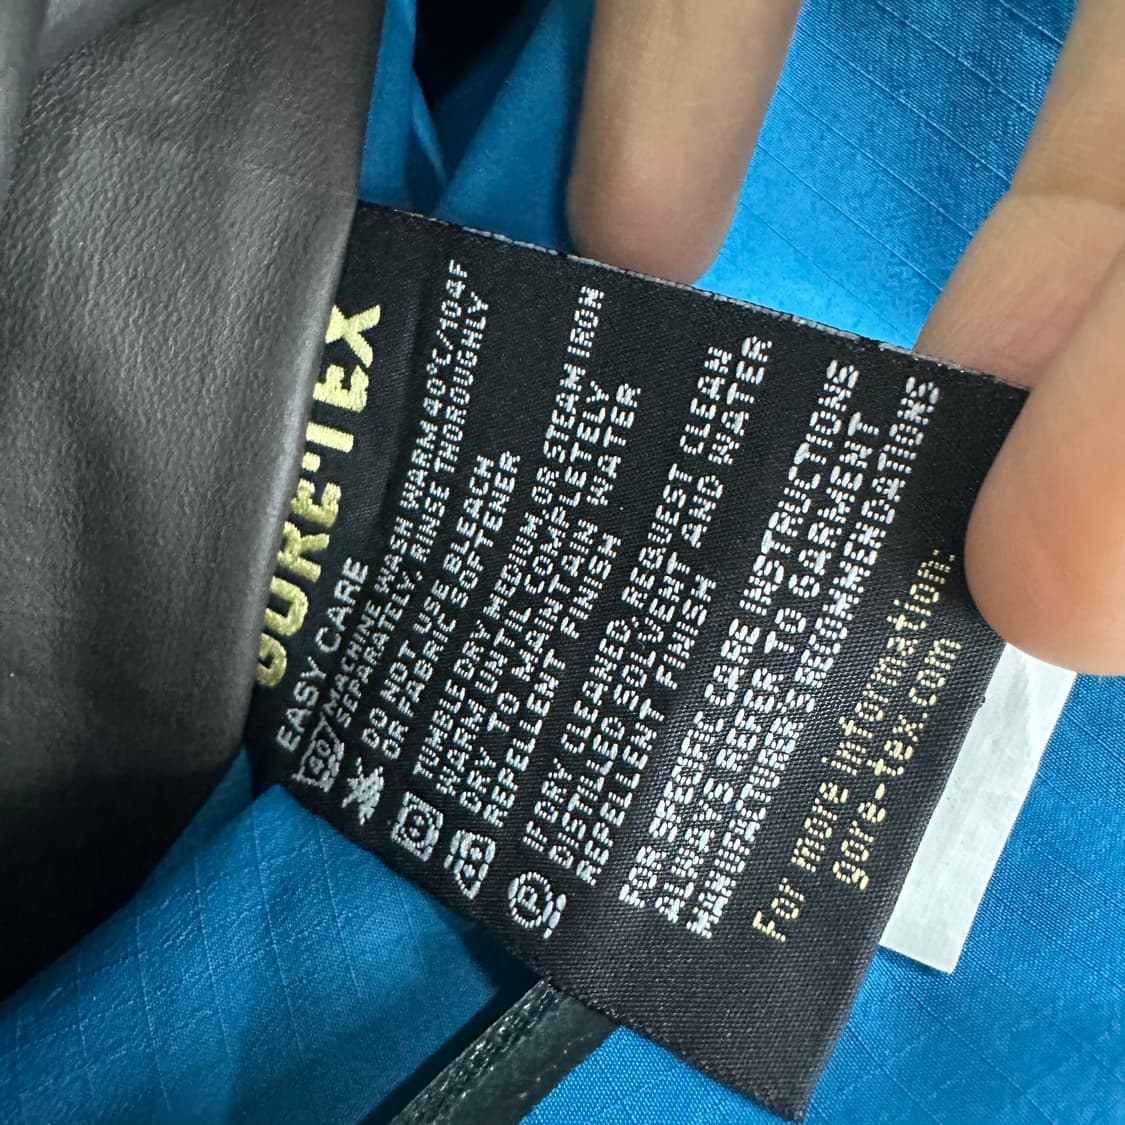 GORE-TEX
EASY CARE
MACHINE WASH WARM 40°C/104F
SEPARATELY, RINSE THOROUGHLY
DO NOT USE BLEACH
OR FABRIC SOFTENER
TUMBLE DRY MEDIUM OR STEAM IRON
WARM UNTIL COMPLETELY
DRY TO MAINTAIN WATER
REPELLENT FINISH
IF DRY CLEANED, REQUEST CLEAN
DISTILLED SOLVENT AND WATER
REPELLENT FINISH
FOR SPECIFIC CARE INSTRUCTIONS
ALWAYS REFER TO GARMENT
MANUFACTURER'S RECOMMENDATIONS
For more information:
gore-tex.com